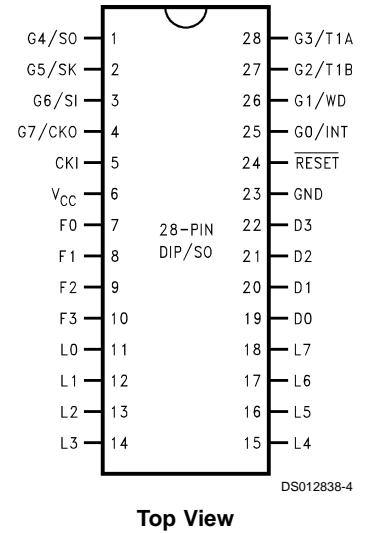 G4/SO 1 28 G3/T1A
G5/SK 2 27 G2/T1B
G6/SI 3 26 G1/WD
G7/CKO 4 25 G0/INT
CKI 5 24 RESET
VCC 6 23 GND
F0 7 22 D3
28-PIN
F1 8 21 D2
DIP/SO
F2 9 20 D1
F3 10 19 D0
L0 11 18 L7
L1 12 17 L6
L2 13 16 L5
L3 14 15 L4
DS012838-4
Top View